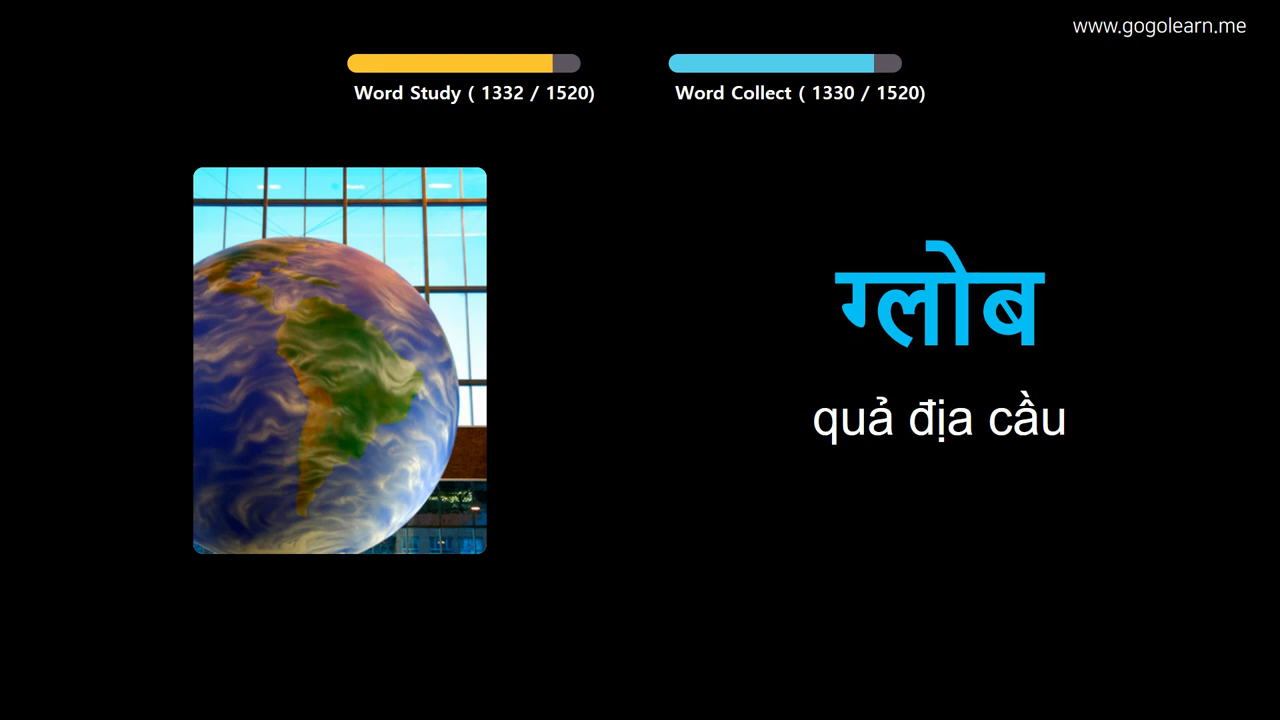 www.gogolearn.me
Word Study ( 1332 / 1520)
Word Collect ( 1330 / 1520)
ग्लोब
quả địa cầu